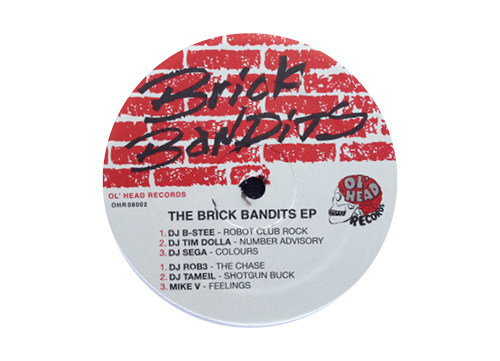 Brick
BANDITS
OL' HEAD RECORDS
OHR 08002
OL' HEAD
RECORDS
THE BRICK BANDITS EP
1. DJ B-STEE - ROBOT CLUB ROCK
2. DJ TIM DOLLA - NUMBER ADVISORY
3. DJ SEGA - COLOURS
1. DJ ROB3 - THE CHASE
2. DJ TAMEIL - SHOTGUN BUCK
3. MIKE V - FEELINGS